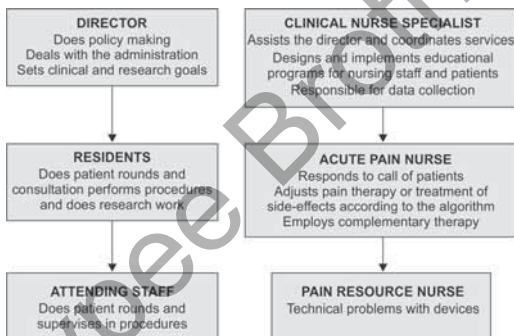 DIRECTOR
Does policy making
Deals with the administration
Sets clinical and research goals
CLINICAL NURSE SPECIALIST
Assists the director and coordinates services
Designs and implements educational
programs for nursing staff and patients
Responsible for data collection
RESIDENTS
Does patient rounds and
consultation performs procedures
and does research work
ACUTE PAIN NURSE
Responds to call of patients
Adjusts pain therapy or treatment of
side-effects according to the algorithm
Employs complementary therapy
ATTENDING STAFF
Does patient rounds and
supervises in procedures
PAIN RESOURCE NURSE
Technical problems with devices